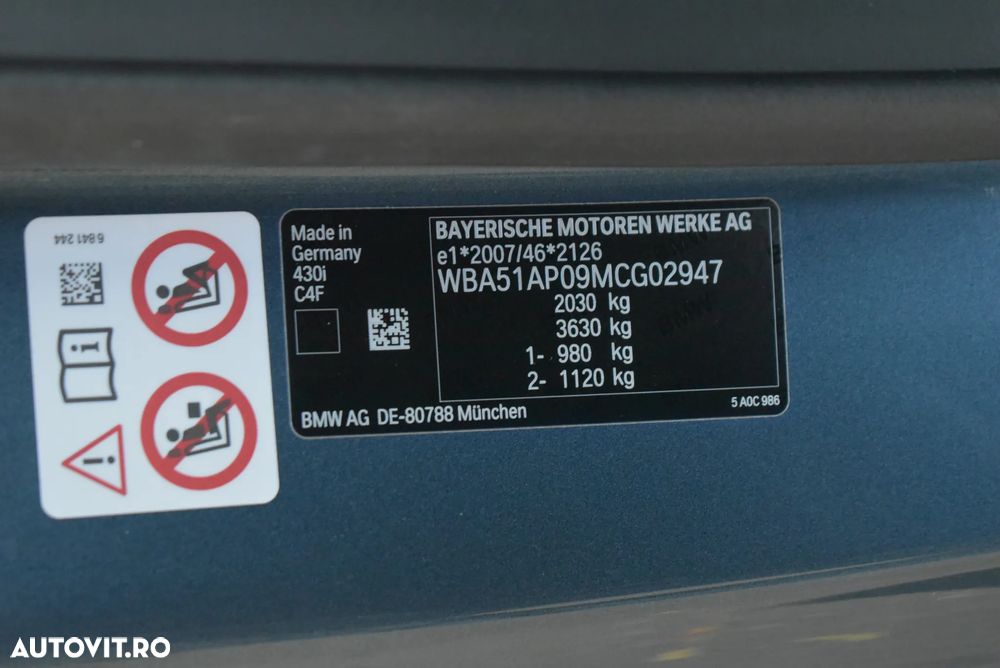 6 841 244
Made in
Germany
430i
C4F
BAYERISCHE MOTOREN WERKE AG
e1*2007/46*2126
WBA51AP09MCG02947
2030 kg
3630 kg
1- 980 kg
2- 1120 kg
BMW AG DE-80788 München
5 A0C 986
AUTOVIT.RO